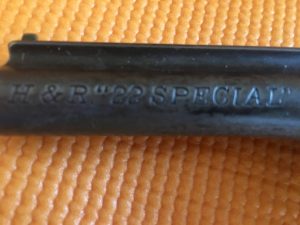 H & R "22 SPECIAL"